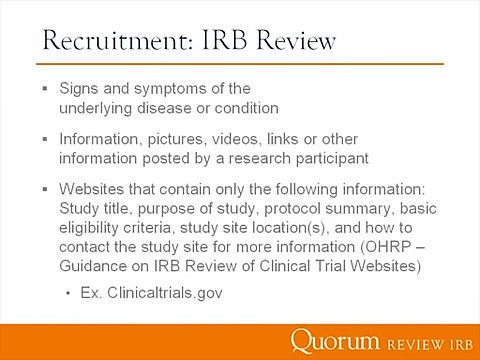 Recruitment: IRB Review
▪ Signs and symptoms of the
underlying disease or condition
▪ Information, pictures, videos, links or other
information posted by a research participant
▪ Websites that contain only the following information:
Study title, purpose of study, protocol summary, basic
eligibility criteria, study site location(s), and how to
contact the study site for more information (OHRP –
Guidance on IRB Review of Clinical Trial Websites)
• Ex. Clinicaltrials.gov
Quorum REVIEW IRB